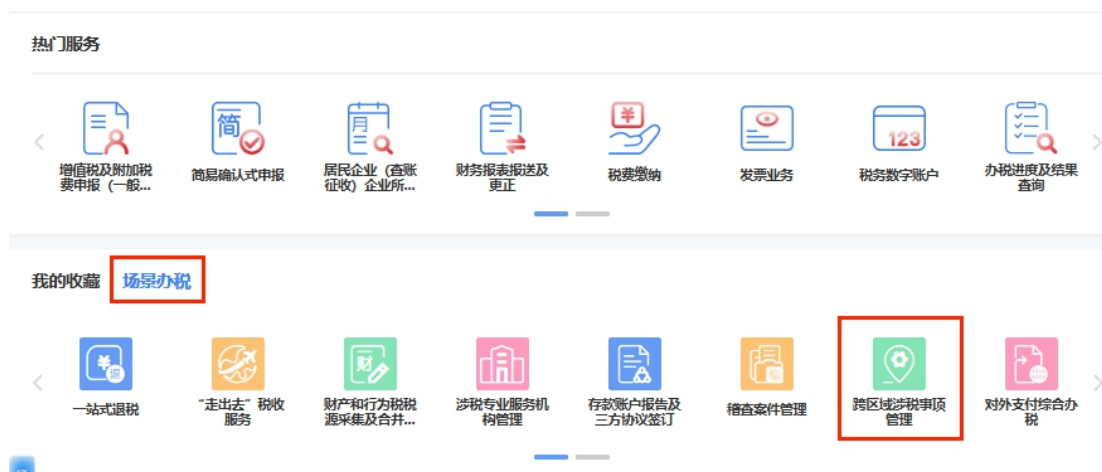 热门服务
简
月
¥
123
增值税及附加税
费申报（一般...
简易确认式申报
居民企业（查账
征收）企业所...
财务报表报送及
更正
税费缴纳
发票业务
税务数字账户
办税进度及结果
查询
我的收藏 场景办税
¥
退
财
一站式退税
“走出去”税收
服务
财产和行为税税
源采集及合并...
涉税专业服务机
构管理
存款账户报告及
三方协议签订
稽查案件管理
跨区域涉税事项
管理
对外支付综合办
税